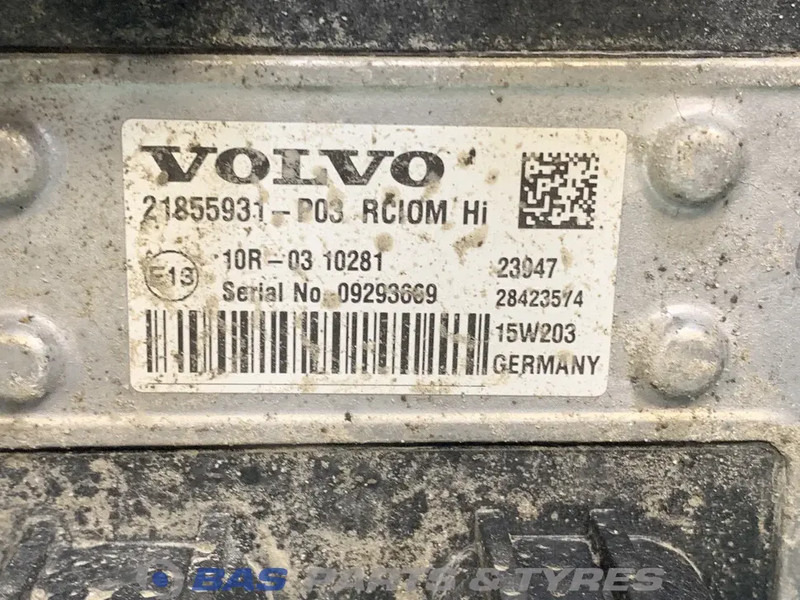 VOLVO
21855931-P03 RCIOM Hi
E13
10R-03 10281
23947
Serial No. 09293669
28423574
15W203
GERMANY
BAS PARTS & TYRES